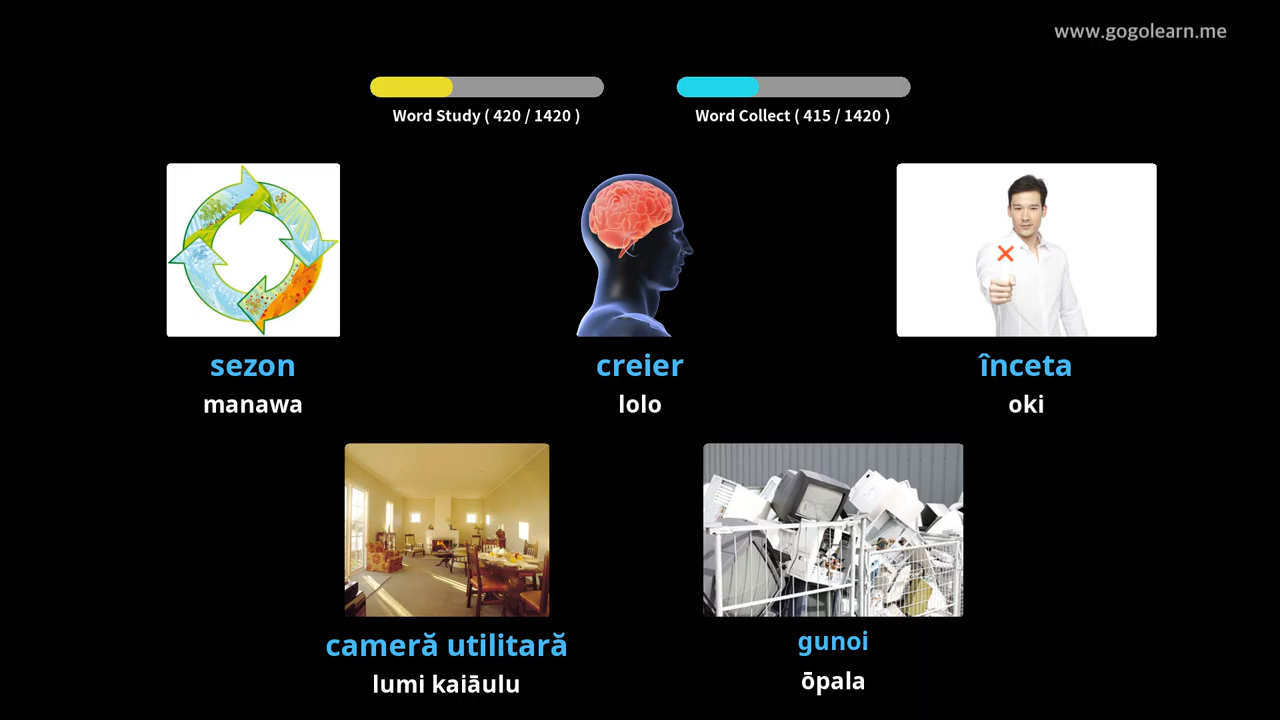 www.gogolearn.me
Word Study ( 420 / 1420 )
Word Collect ( 415 / 1420 )
sezon
manawa
creier
lolo
înceta
oki
cameră utilitară
lumi kaiāulu
gunoi
ōpala